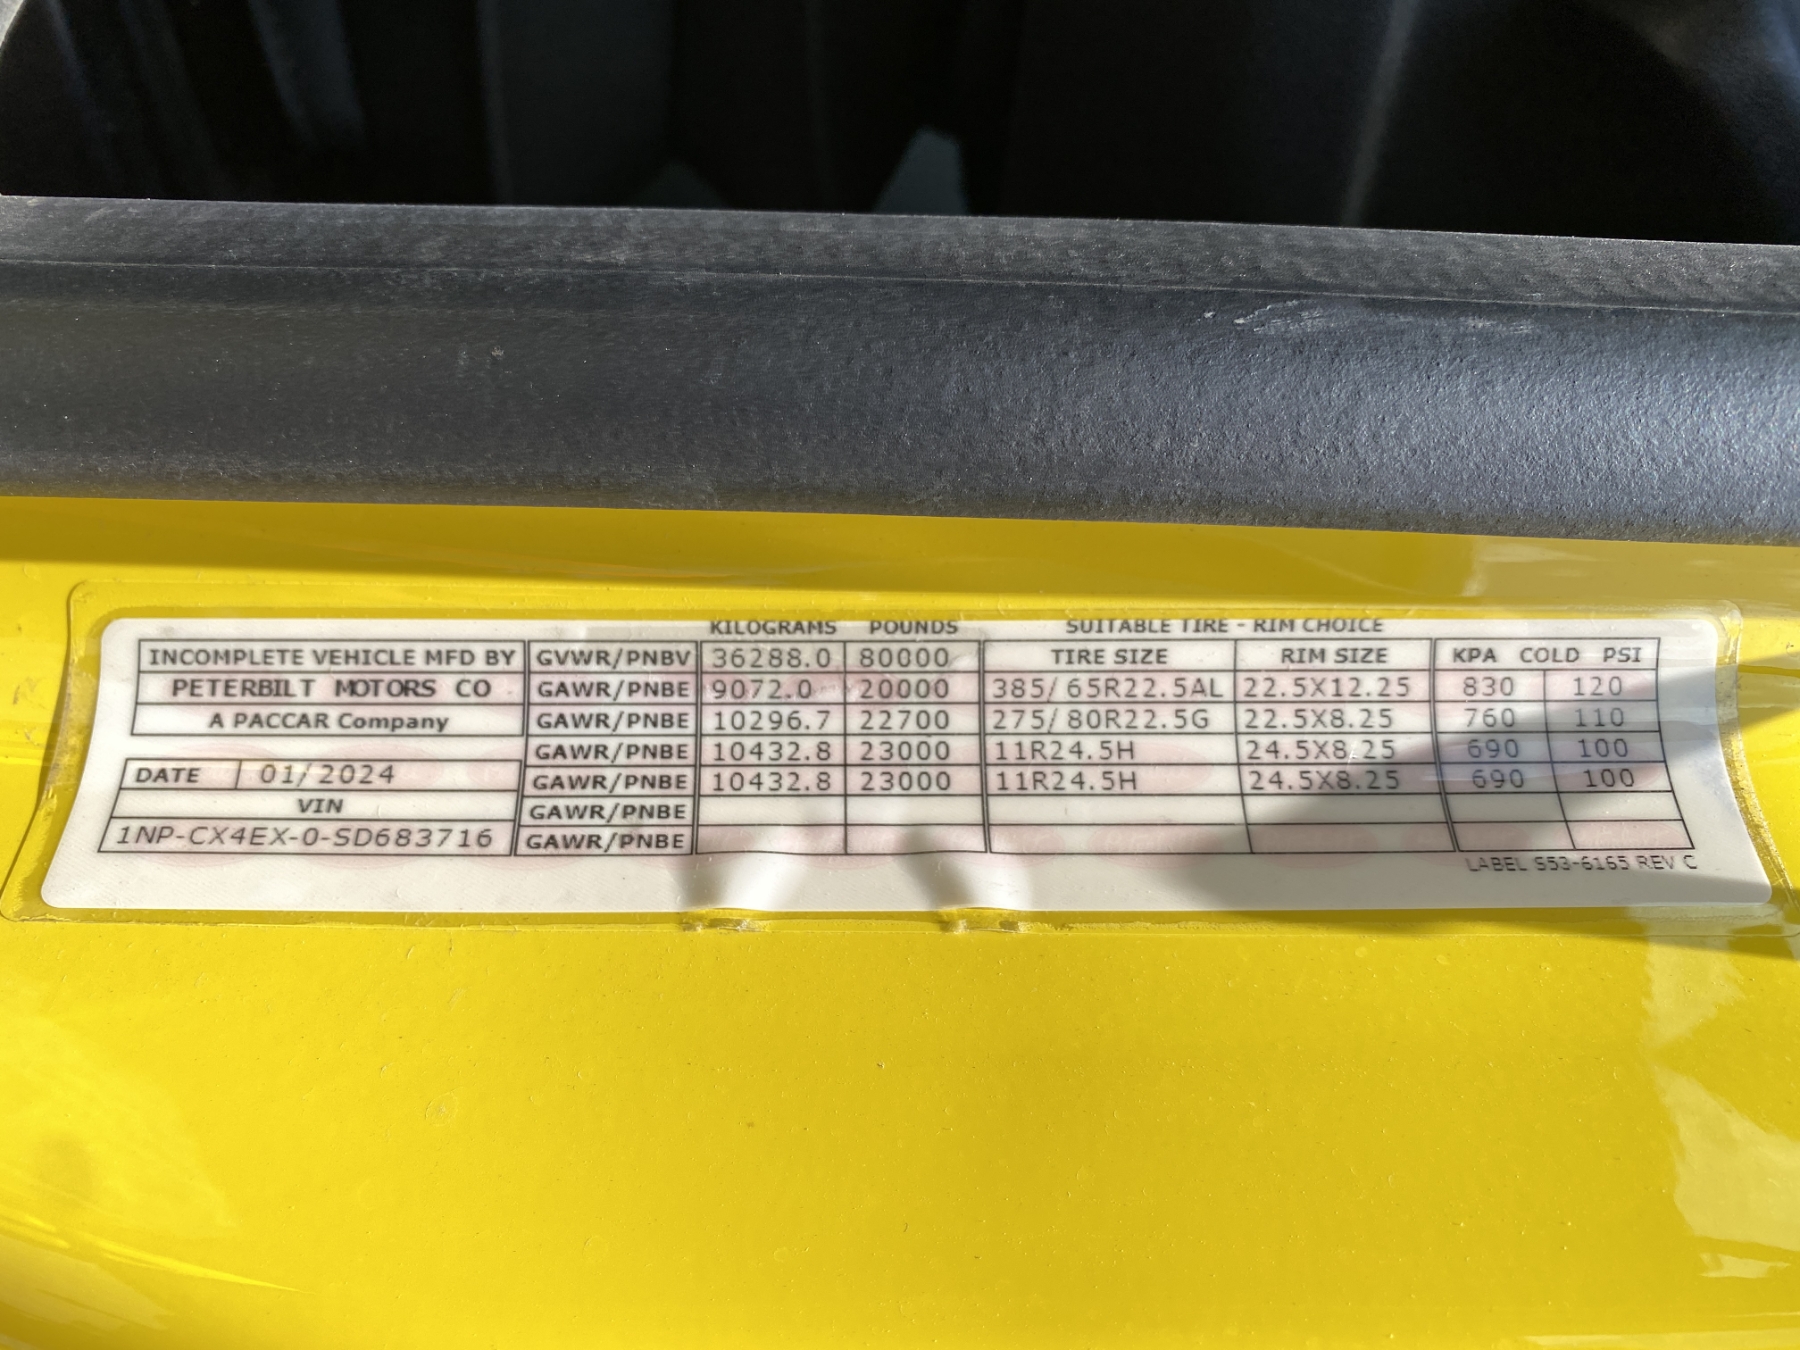 KILOGRAMS POUNDS SUITABLE TIRE - RIM CHOICE
INCOMPLETE VEHICLE MFD BY GVWR/PNBV 36288.0 80000 TIRE SIZE RIM SIZE KPA COLD PSI
PETERBILT MOTORS CO . GAWR/PNBE 9072.0 20000 385/ 65R22.5AL 22.5X12.25 830 120
A PACCAR Company GAWR/PNBE 10296.7 22700 275/ 80R22.5G 22.5X8.25 760 110
GAWR/PNBE 10432.8 23000 11R24.5H 24.5X8.25 690 100
DATE 01/2024 GAWR/PNBE 10432.8 23000 11R24.5H 24.5X8.25 690 100
VIN GAWR/PNBE
1NP-CX4EX-0-SD683716 GAWR/PNBE
LABEL S53-6165 REV C